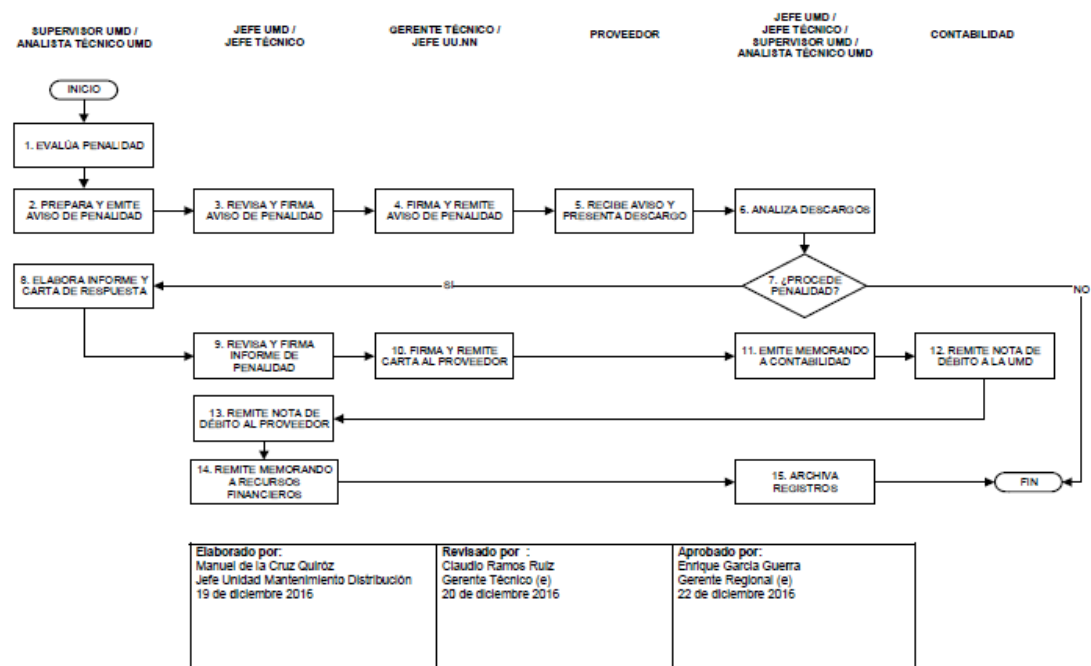 SUPERVISOR UMD /
ANALISTA TÉCNICO UMD
JEFE UMD /
JEFE TÉCNICO
GERENTE TÉCNICO /
JEFE UU.NN
PROVEEDOR
JEFE UMD /
JEFE TÉCNICO /
SUPERVISOR UMD /
ANALISTA TÉCNICO UMD
CONTABILIDAD
INICIO
1. EVALÚA PENALIDAD
2. PREPARA Y EMITE
AVISO DE PENALIDAD
3. REVISA Y FIRMA
AVISO DE PENALIDAD
4. FIRMA Y REMITE
AVISO DE PENALIDAD
5. RECIBE AVISO Y
PRESENTA DESCARGO
6. ANALIZA DESCARGOS
7. ¿PROCEDE
PENALIDAD?
SI
NO
8. ELABORA INFORME Y
CARTA DE RESPUESTA
9. REVISA Y FIRMA
INFORME DE
PENALIDAD
10. FIRMA Y REMITE
CARTA AL PROVEEDOR
11. EMITE MEMORANDO
A CONTABILIDAD
12. REMITE NOTA DE
DÉBITO A LA UMD
13. REMITE NOTA DE
DÉBITO AL PROVEEDOR
14. REMITE MEMORANDO
A RECURSOS
FINANCIEROS
15. ARCHIVA
REGISTROS
FIN
Elaborado por:
Manuel de la Cruz Quiróz
Jefe Unidad Mantenimiento Distribución
19 de diciembre 2016
Revisado por :
Claudio Ramos Ruiz
Gerente Técnico (e)
20 de diciembre 2016
Aprobado por:
Enrique García Guerra
Gerente Regional (e)
22 de diciembre 2016